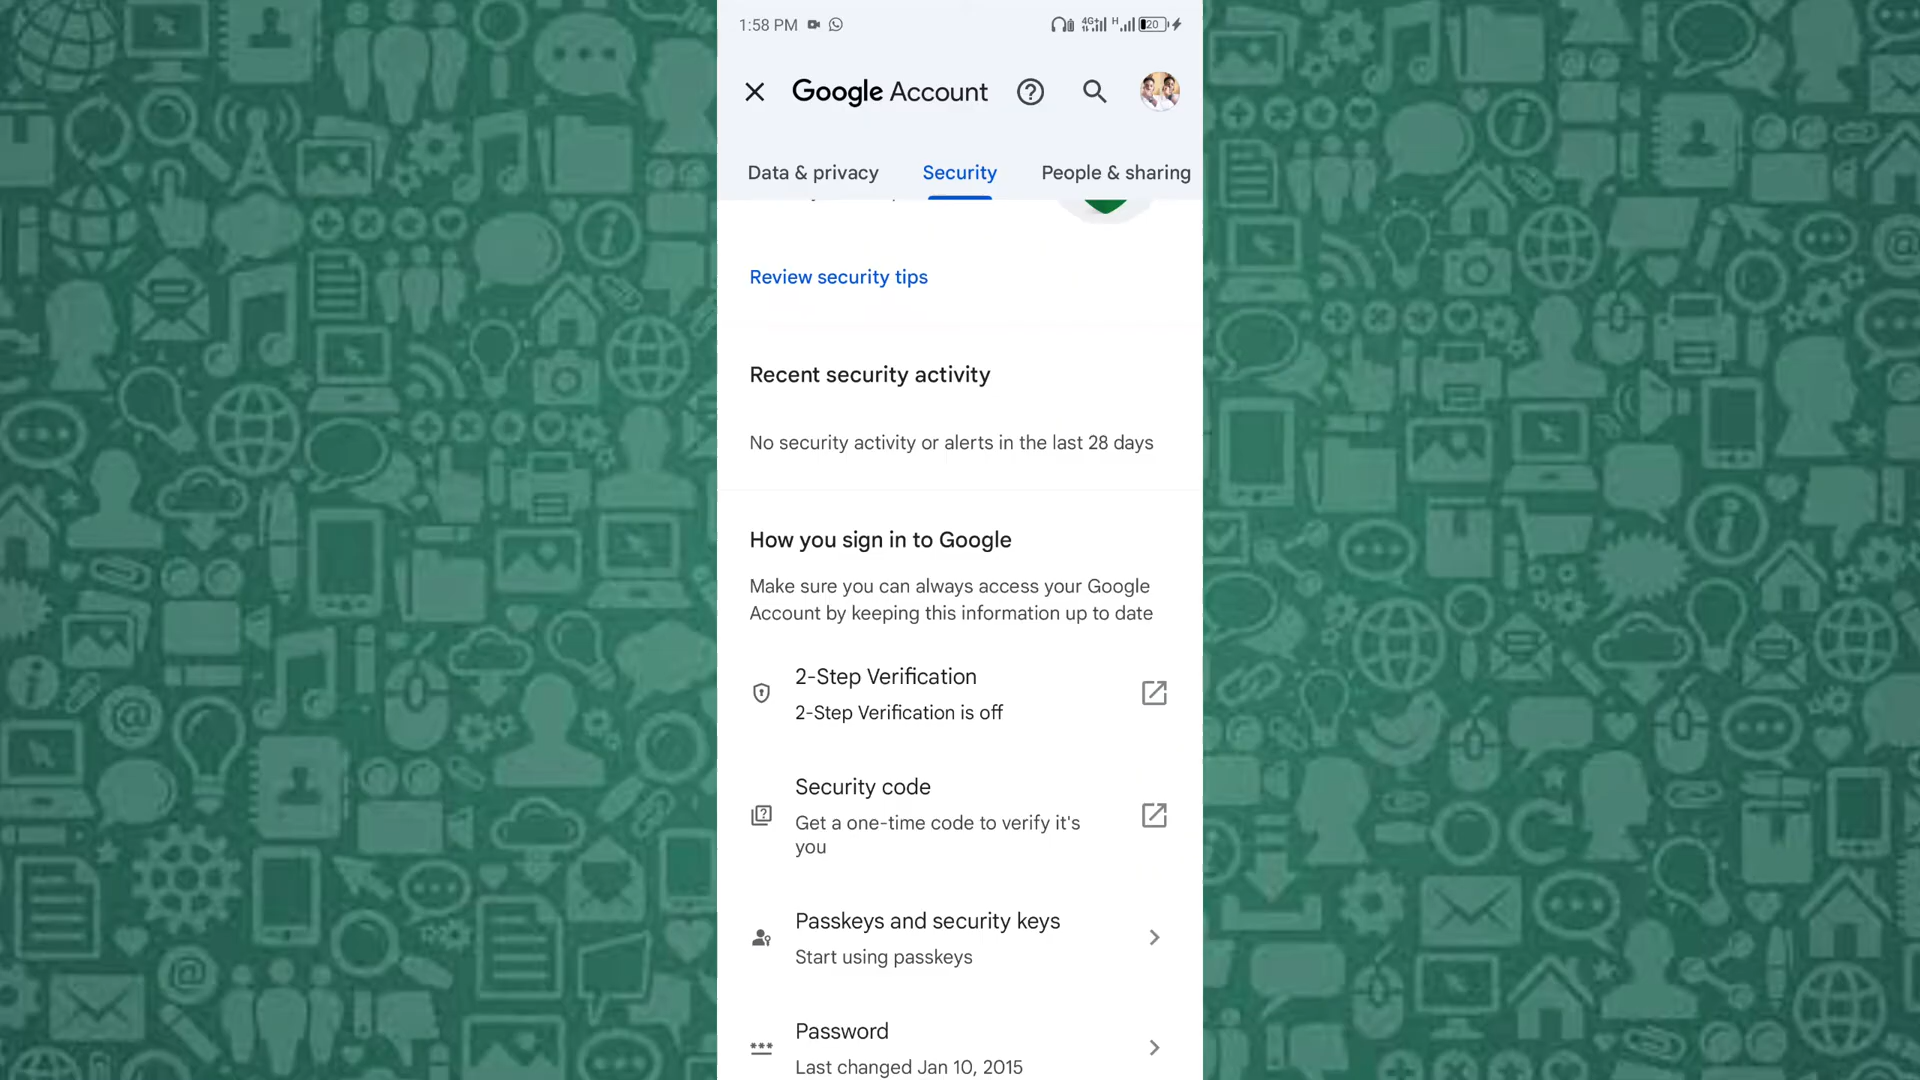 1:58 PM
4G
H
20
Google Account
Data & privacy
Security
People & sharing
Review security tips
Recent security activity
No security activity or alerts in the last 28 days
How you sign in to Google
Make sure you can always access your Google
Account by keeping this information up to date
2-Step Verification
2-Step Verification is off
Security code
Get a one-time code to verify it's
you
Passkeys and security keys
Start using passkeys
Password
Last changed Jan 10, 2015